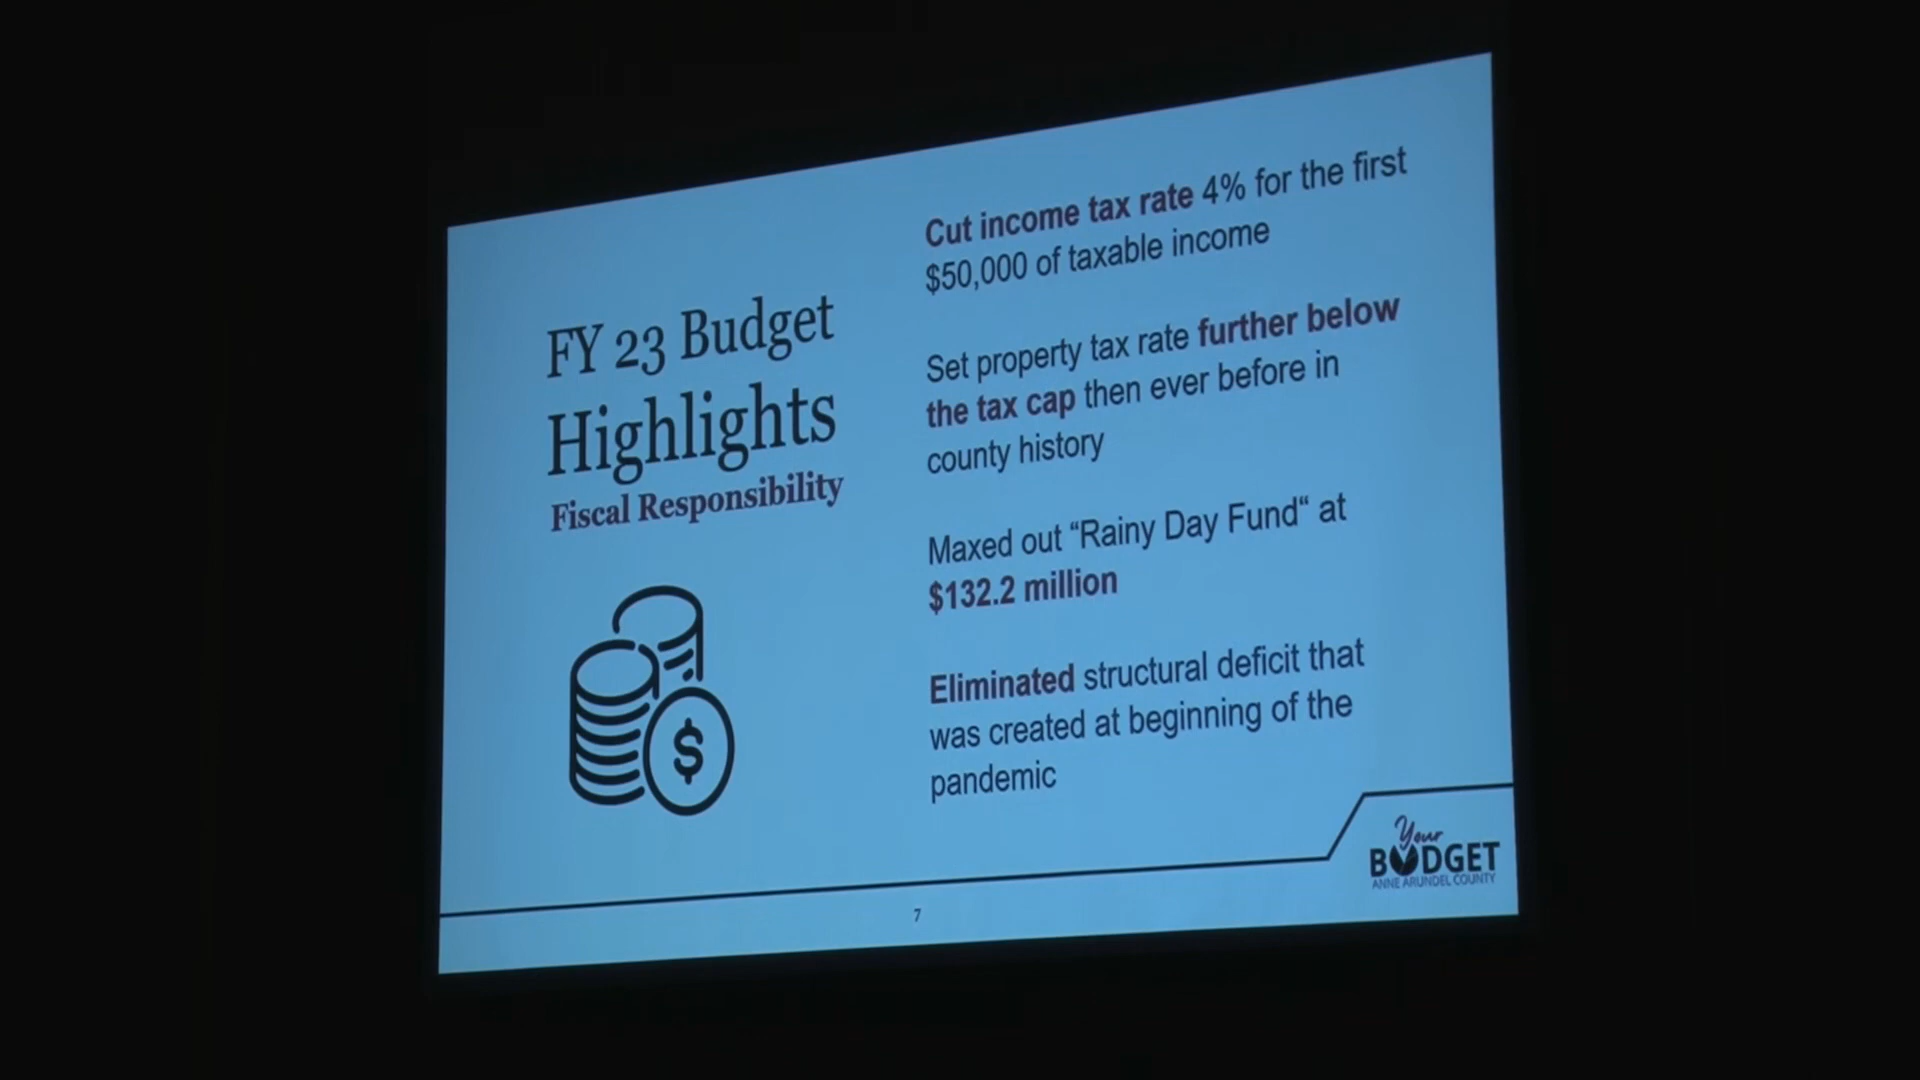 FY 23 Budget
Highlights
Fiscal Responsibility
$
Cut income tax rate 4% for the first
$50,000 of taxable income
Set property tax rate further below
the tax cap then ever before in
county history
Maxed out “Rainy Day Fund“ at
$132.2 million
Eliminated structural deficit that
was created at beginning of the
pandemic
7
Your
BUDGET
ANNE ARUNDEL COUNTY